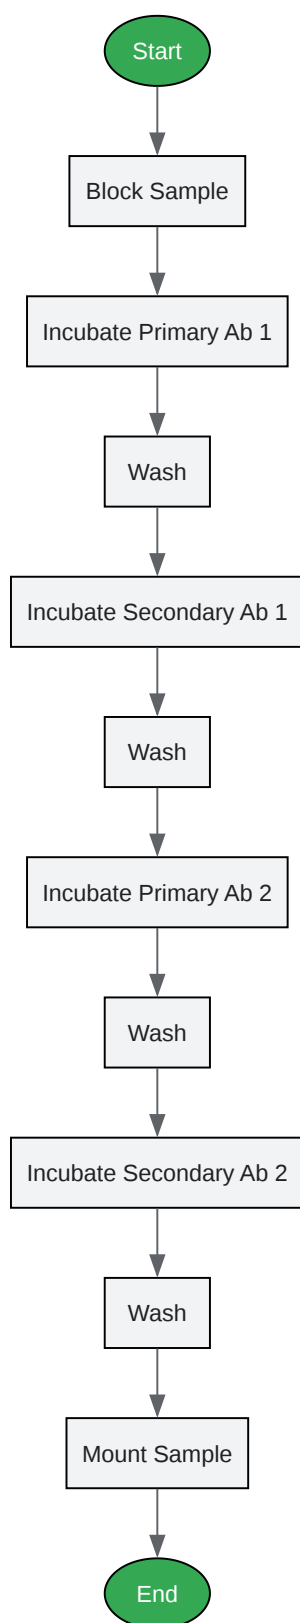 Start
Block Sample
Incubate Primary Ab 1
Wash
Incubate Secondary Ab 1
Wash
Incubate Primary Ab 2
Wash
Incubate Secondary Ab 2
Wash
Mount Sample
End